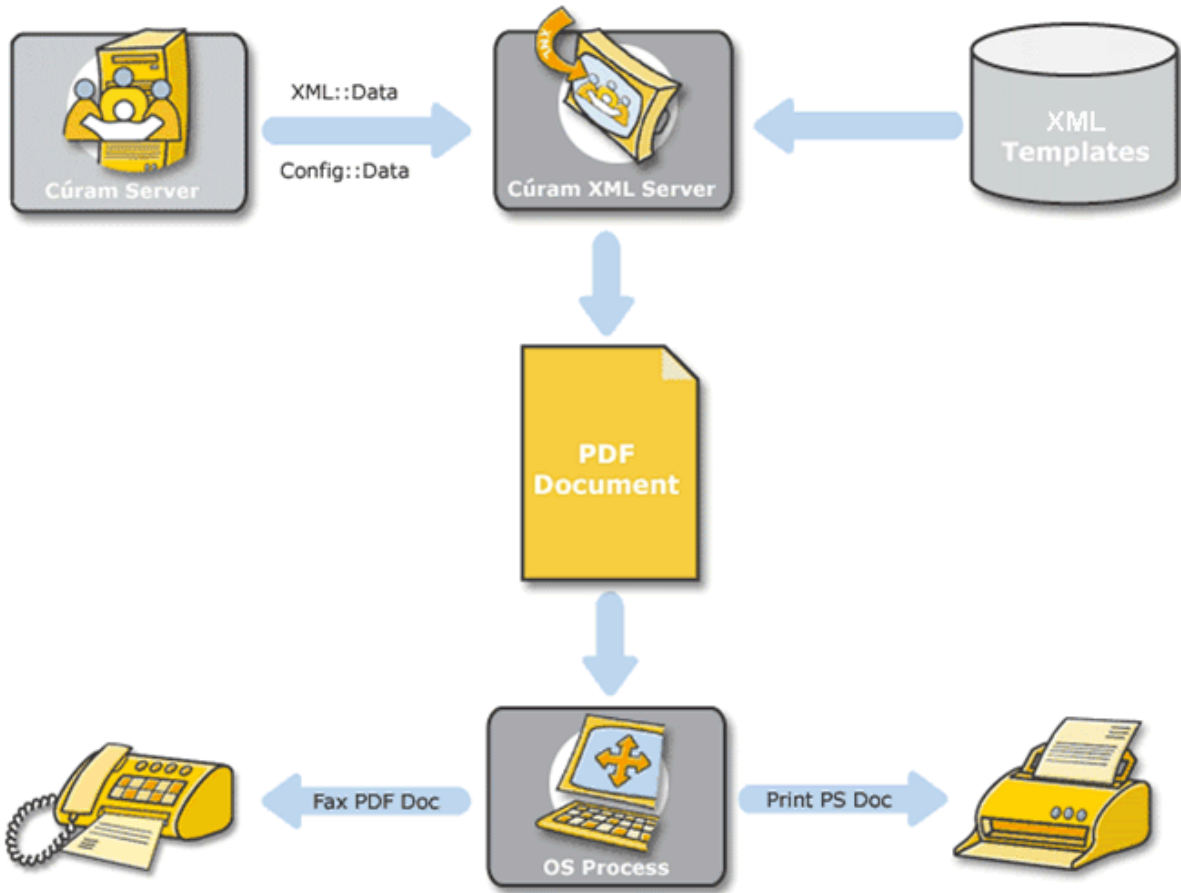 XML::Data
Config::Data
Cúram Server
XML
Cúram XML Server
XML
Templates
PDF
Document
Fax PDF Doc
OS Process
Print PS Doc